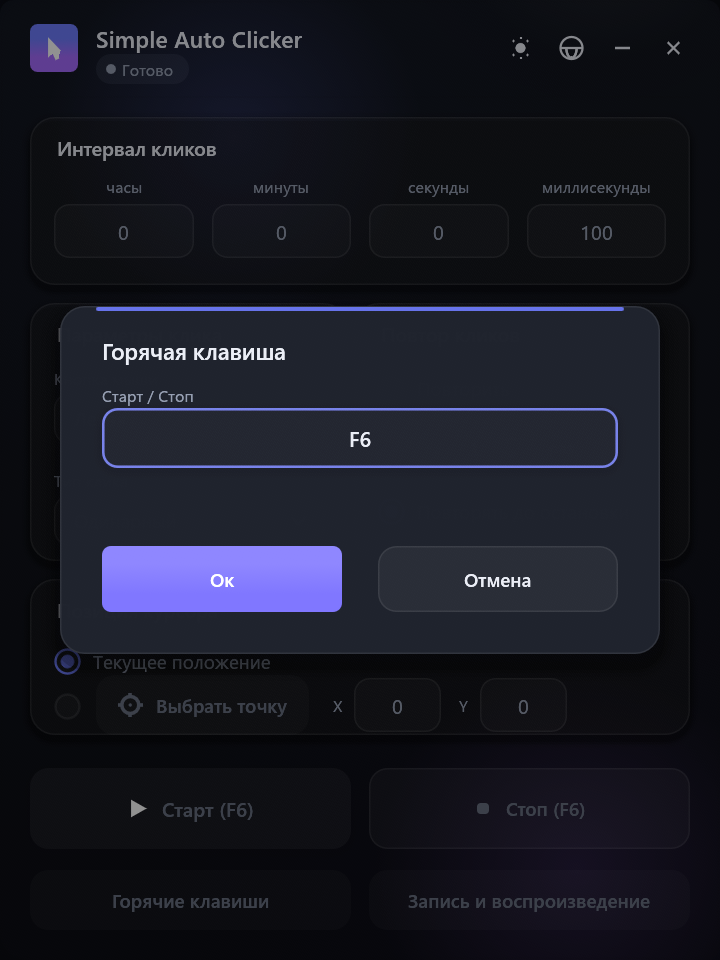 Simple Auto Clicker
Готово
Интервал кликов
часы минуты секунды миллисекунды
0 0 0 100
Горячая клавиша
Старт / Стоп
F6
Ок Отмена
Текущее положение
Выбрать точку X 0 Y 0
Старт (F6) Стоп (F6)
Горячие клавиши Запись и воспроизведение